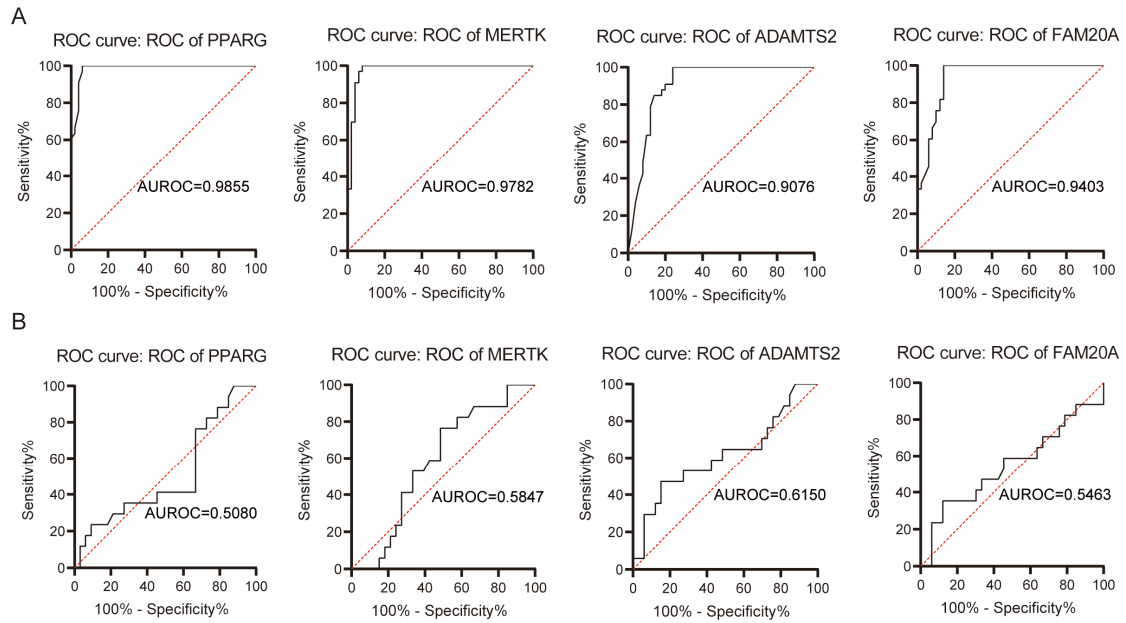 A
ROC curve: ROC of PPARG
ROC curve: ROC of MERTK
ROC curve: ROC of ADAMTS2
ROC curve: ROC of FAM20A
Sensitivity%
100
80
60
40
20
0
AUROC=0.9855
0 20 40 60 80 100
100% - Specificity%
Sensitivity%
100
80
60
40
20
0
AUROC=0.9782
0 20 40 60 80 100
100% - Specificity%
Sensitivity%
100
80
60
40
20
0
AUROC=0.9076
0 20 40 60 80 100
100% - Specificity%
Sensitivity%
100
80
60
40
20
0
AUROC=0.9403
0 20 40 60 80 100
100% - Specificity%
B
ROC curve: ROC of PPARG
ROC curve: ROC of MERTK
ROC curve: ROC of ADAMTS2
ROC curve: ROC of FAM20A
Sensitivity%
100
80
60
40
20
0
AUROC=0.5080
0 20 40 60 80 100
100% - Specificity%
Sensitivity%
100
80
60
40
20
0
AUROC=0.5847
0 20 40 60 80 100
100% - Specificity%
Sensitivity%
100
80
60
40
20
0
AUROC=0.6150
0 20 40 60 80 100
100% - Specificity%
Sensitivity%
100
80
60
40
20
0
AUROC=0.5463
0 20 40 60 80 100
100% - Specificity%